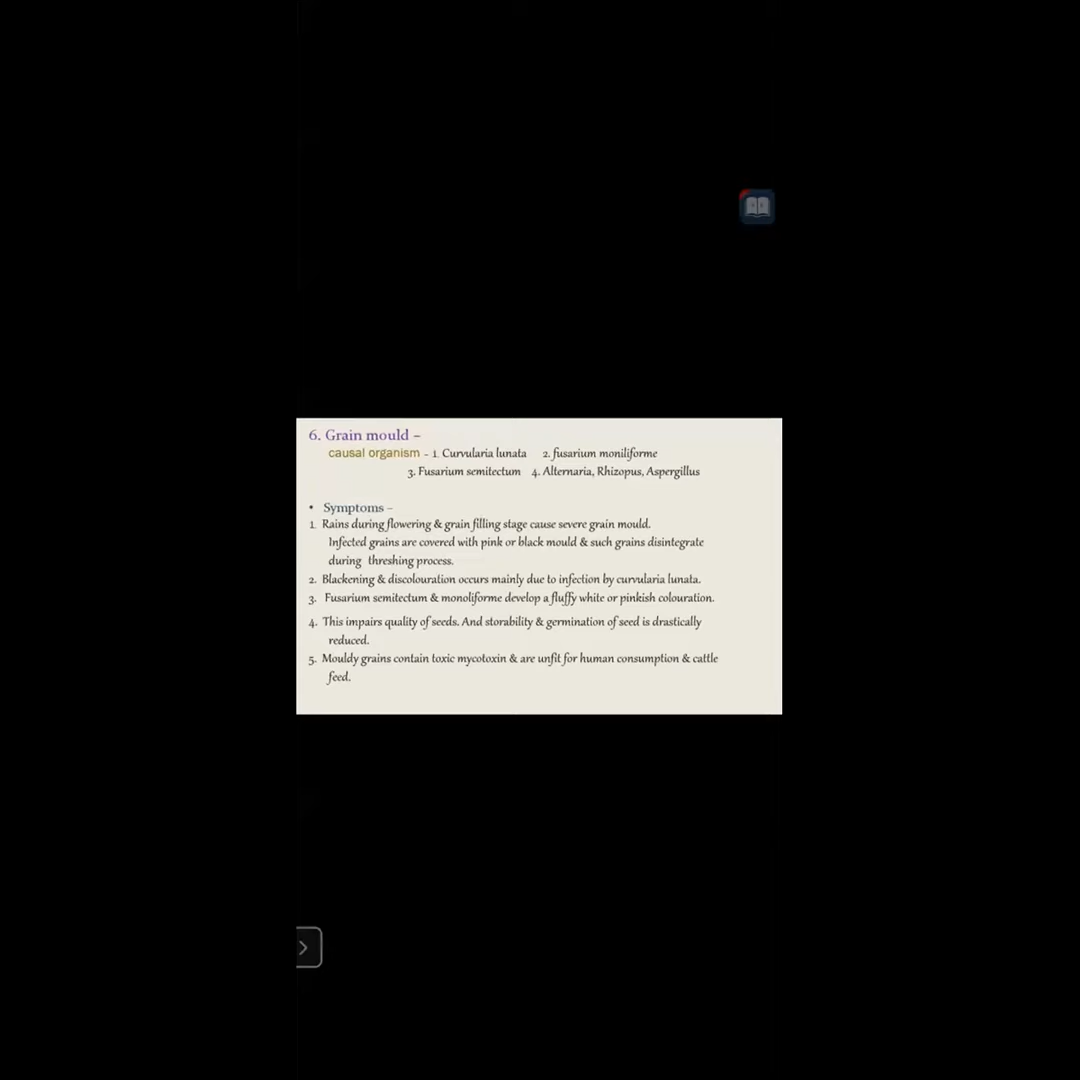 6. Grain mould –
causal organism – 1. Curvularia lunata 2. fusarium moniliforme
3. Fusarium semitectum 4. Alternaria, Rhizopus, Aspergillus
• Symptoms –
1. Rains during flowering & grain filling stage cause severe grain mould.
Infected grains are covered with pink or black mould & such grains disintegrate
during threshing process.
2. Blackening & discolouration occurs mainly due to infection by curvularia lunata.
3. Fusarium semitectum & monoliforme develop a fluffy white or pinkish colouration.
4. This impairs quality of seeds. And storability & germination of seed is drastically
reduced.
5. Mouldy grains contain toxic mycotoxin & are unfit for human consumption & cattle
feed.